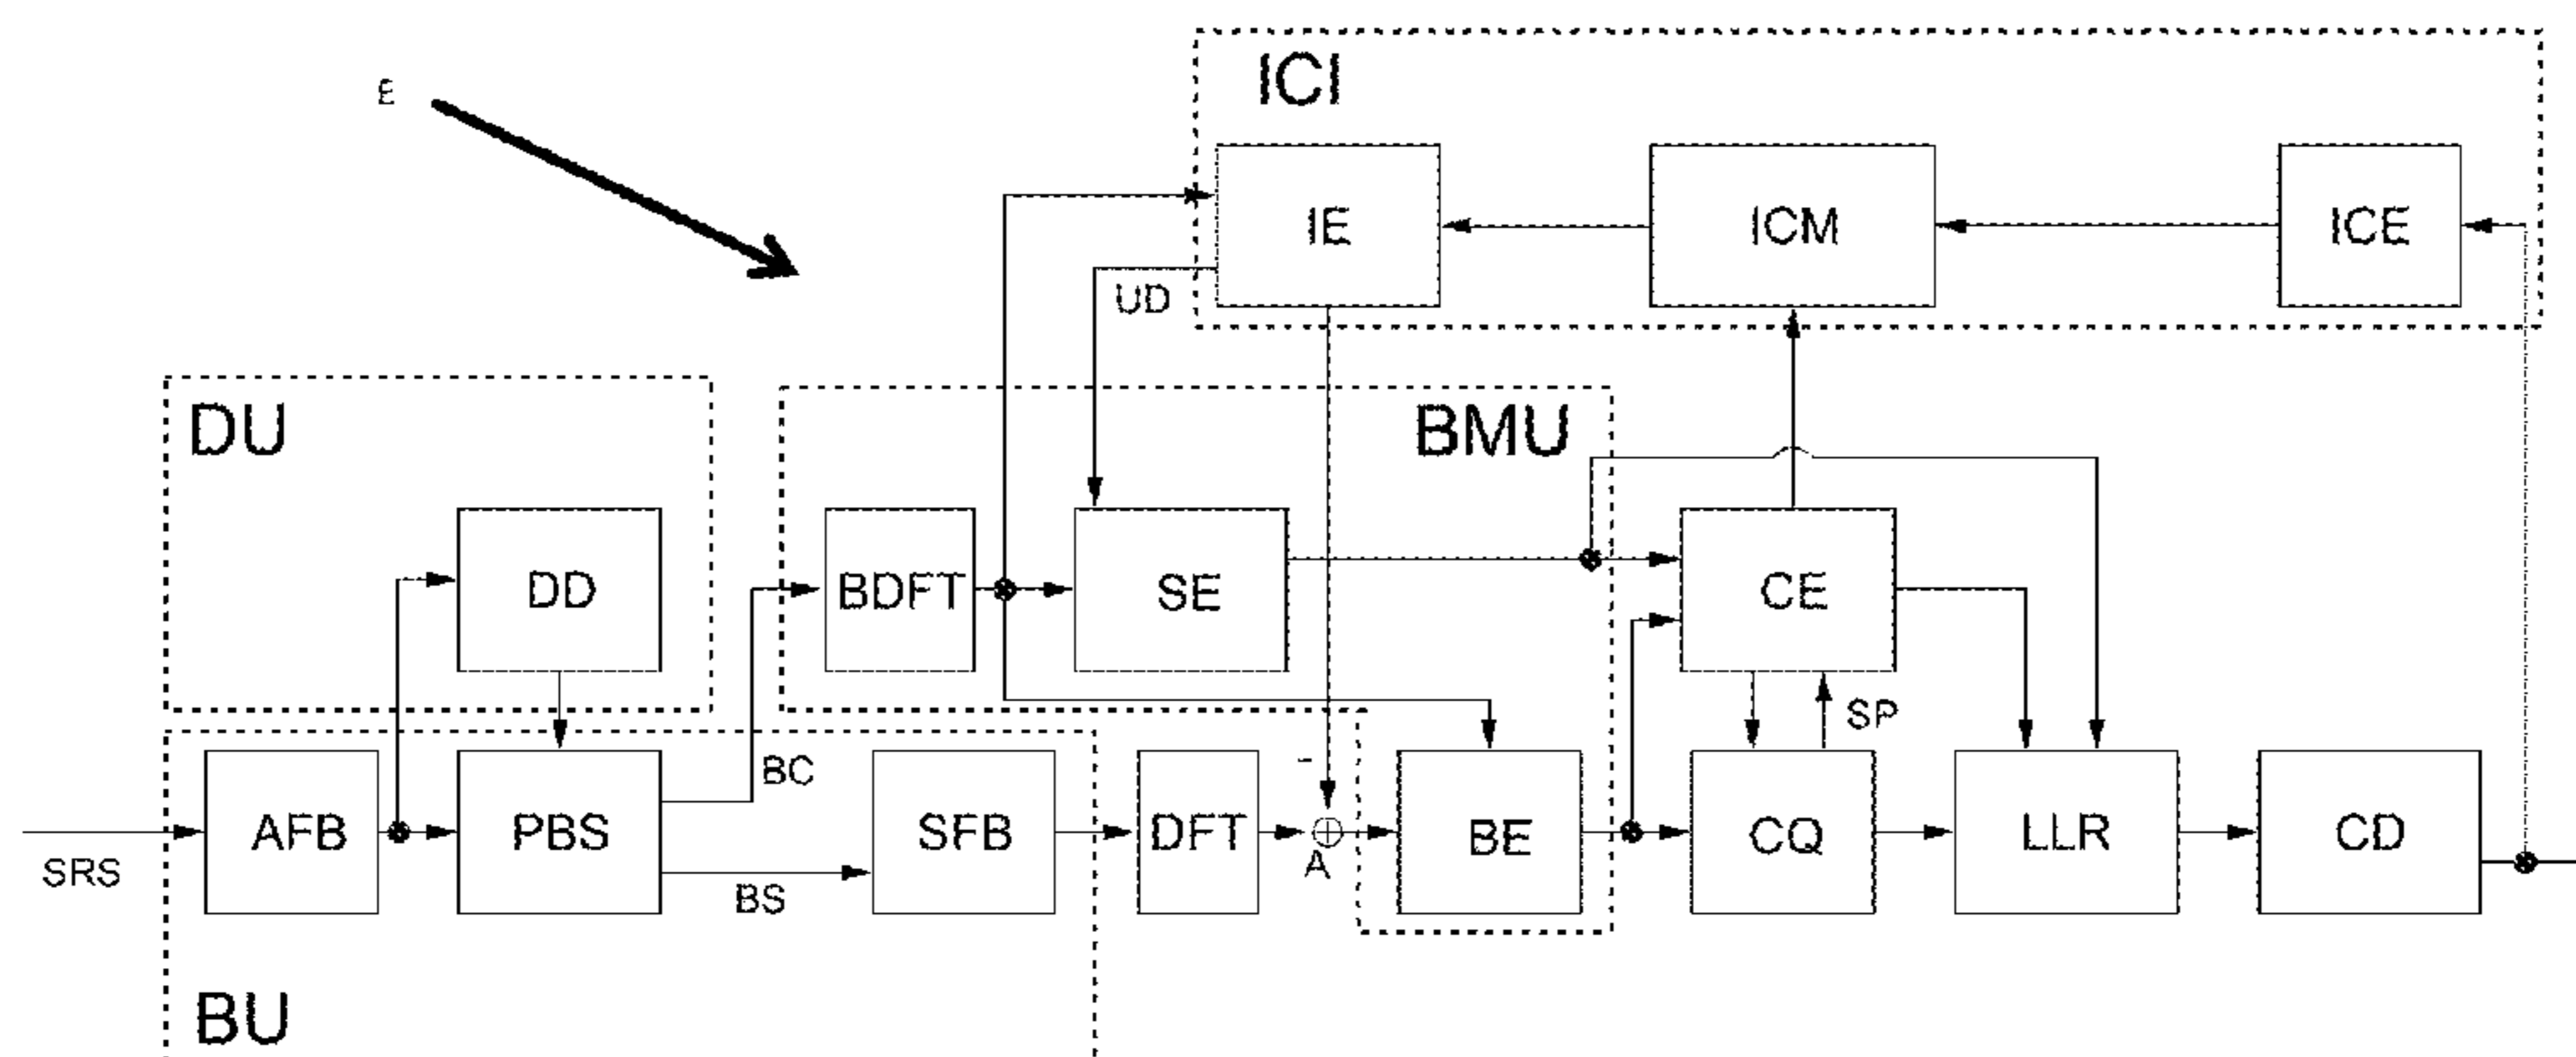 E
ICI
IE
ICM
ICE
UD
DU
BMU
DD
BDFT
SE
CE
SP
BC
-
AFB
PBS
SFB
DFT
A
BE
CQ
LLR
CD
SRS
BS
BU